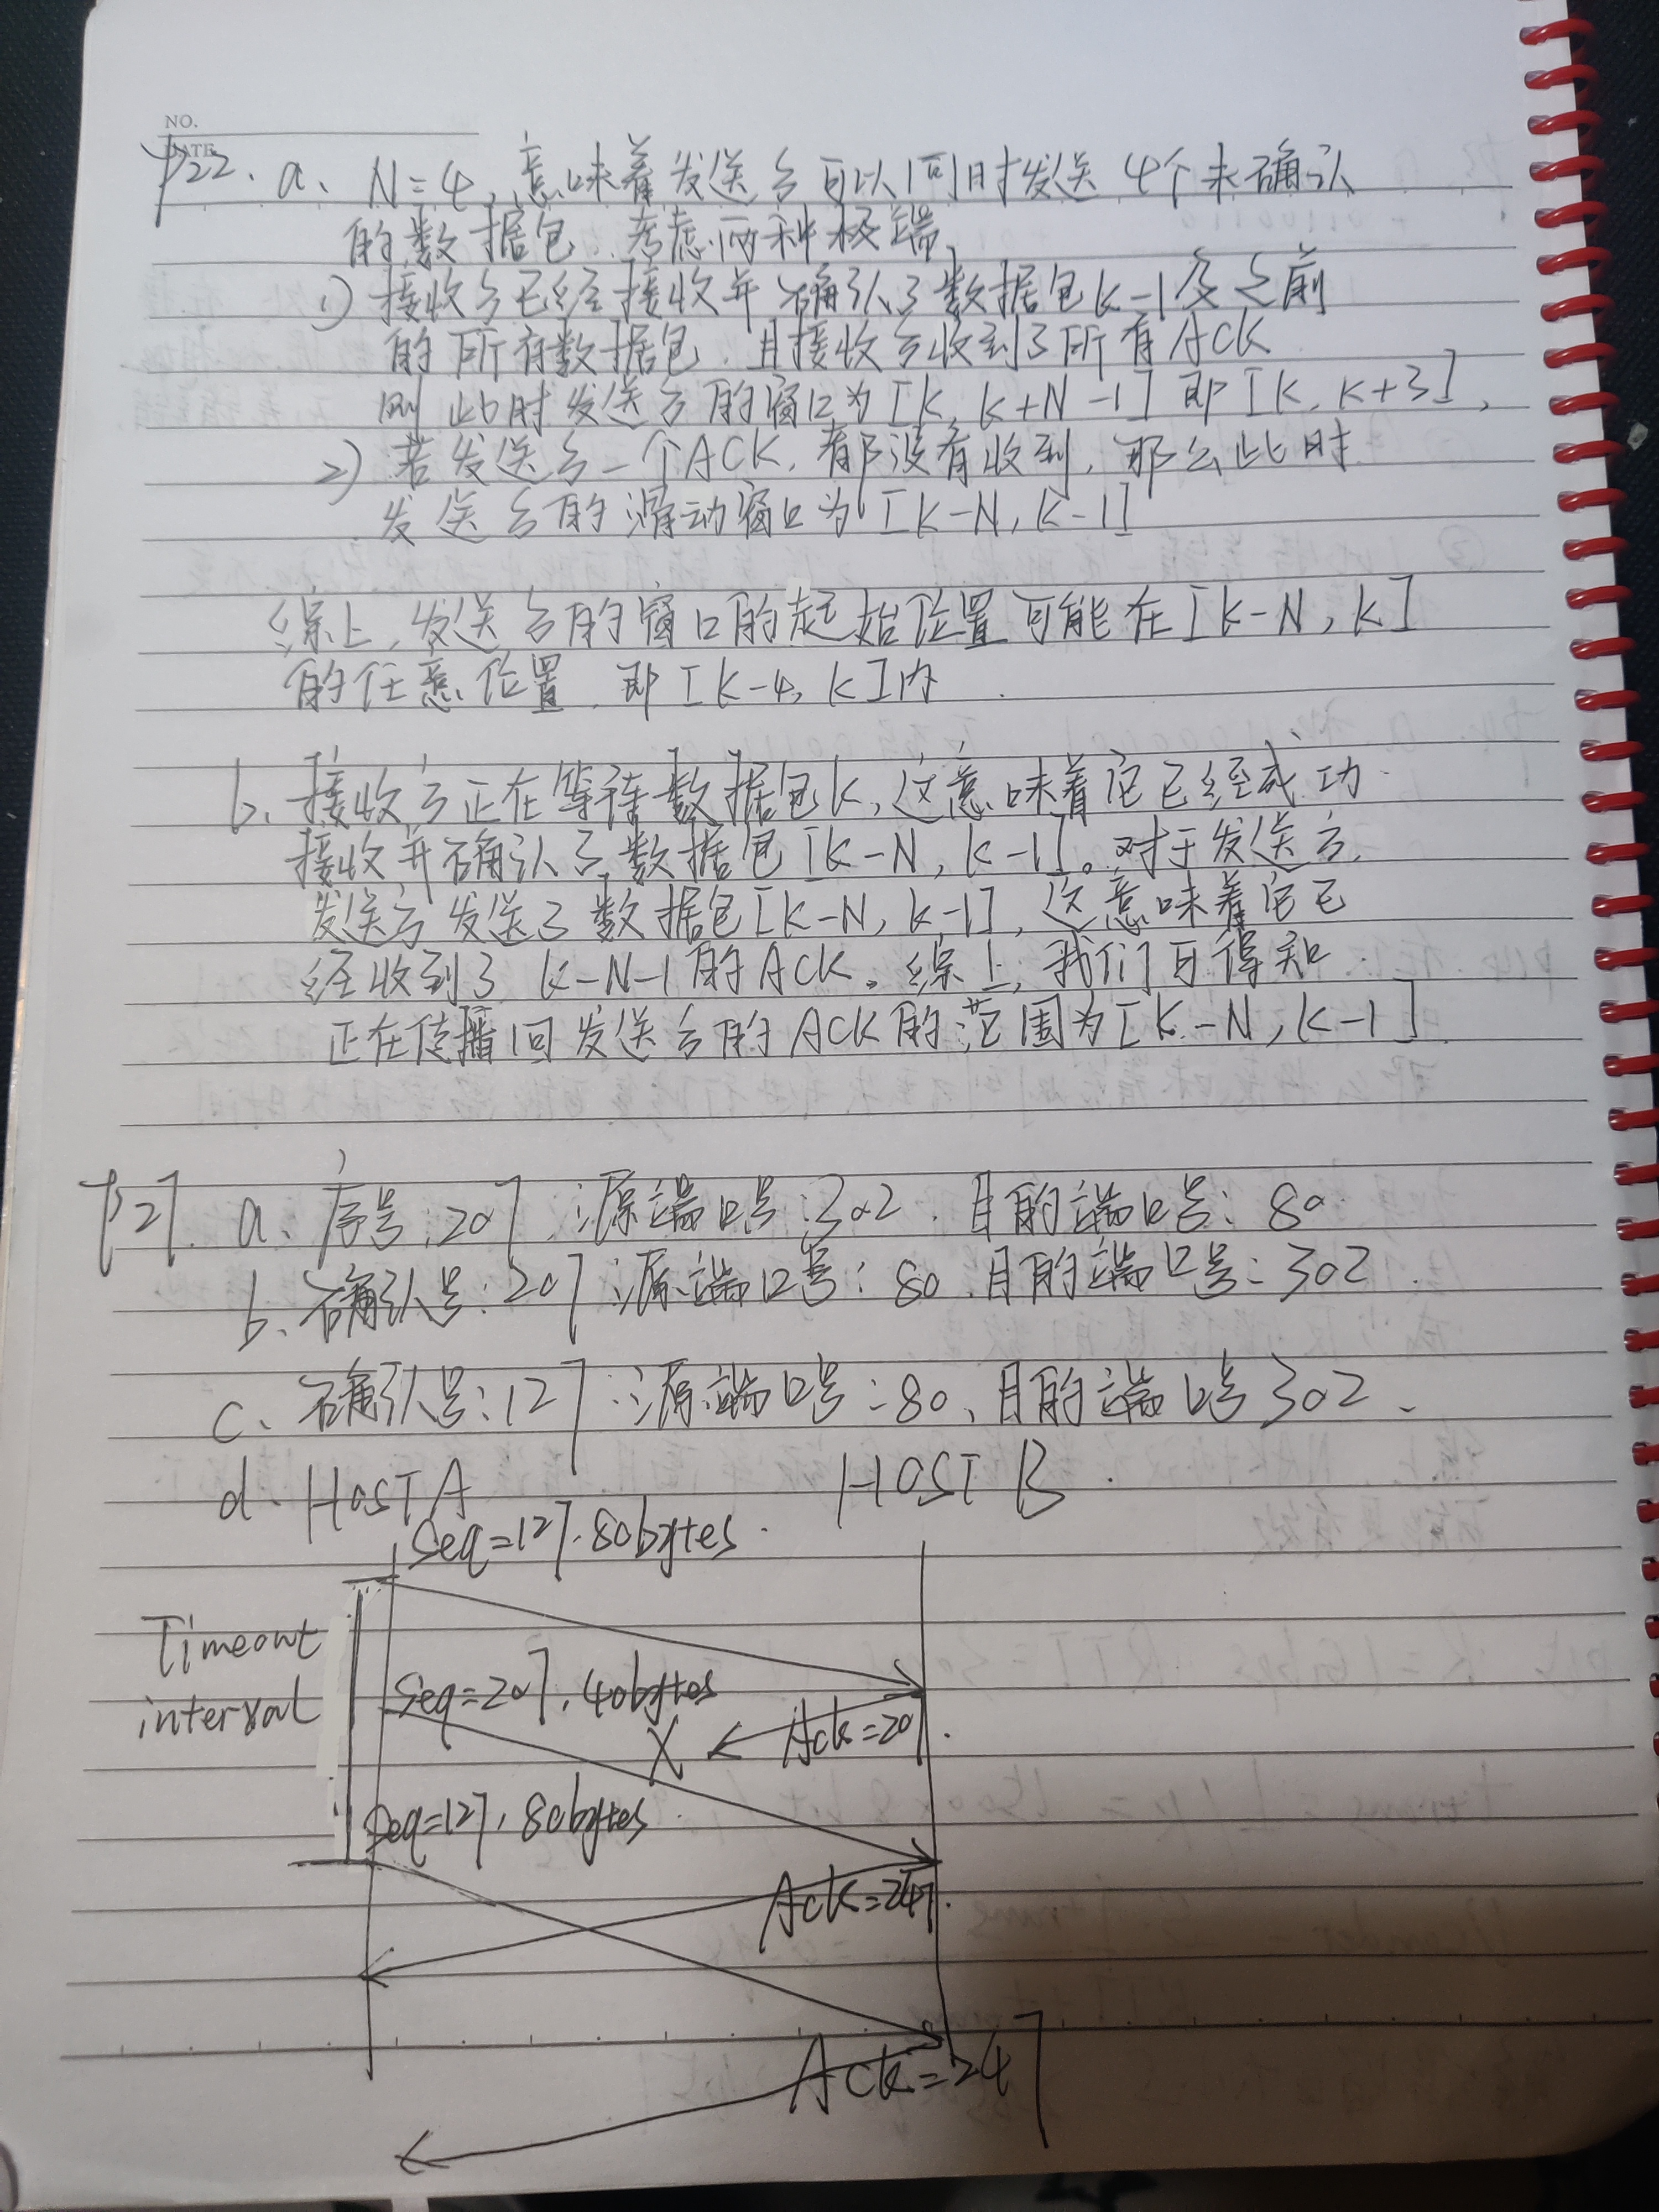 NO.
DATE
P22. a. N=4,意味着发送方可以同时发送4个未确认
的数据包.考虑两种极端
1) 接收方已经接收并确认了数据包k-1及之前
的所有数据包.且接收方收到了所有ACK
则此时发送方的窗口为[k, k+N-1] 即[k, k+3],
2) 若发送方一个ACK,都没有收到,那么此时
发送方的滑动窗口为[k-N, k-1]
综上,发送方的窗口的起始位置可能在[k-N, k]
的任意位置.即[k-4, k]内.
b. 接收方正在等待数据包k,这意味着它已经成功
接收并确认了数据包[k-N, k-1]。对于发送方,
发送方发送了数据包[k-N, k-1],这意味着它已
经收到了k-N-1的ACK。综上,我们可得知
正在传播回发送方的ACK的范围为[k-N, k-1]
P27. a. 序号:207 源端口号:302. 目的端口号:80
b. 确认号:207 源端口号:80.目的端口号:302.
c. 确认号:127 源端口号:80、目的端口号302.
d. Host A Host B
Seq=127.80bytes.
Timeout
interval
Seq=207.40bytes
X
Ack=207.
Seq=127.80bytes.
Ack=247.
Ack=247